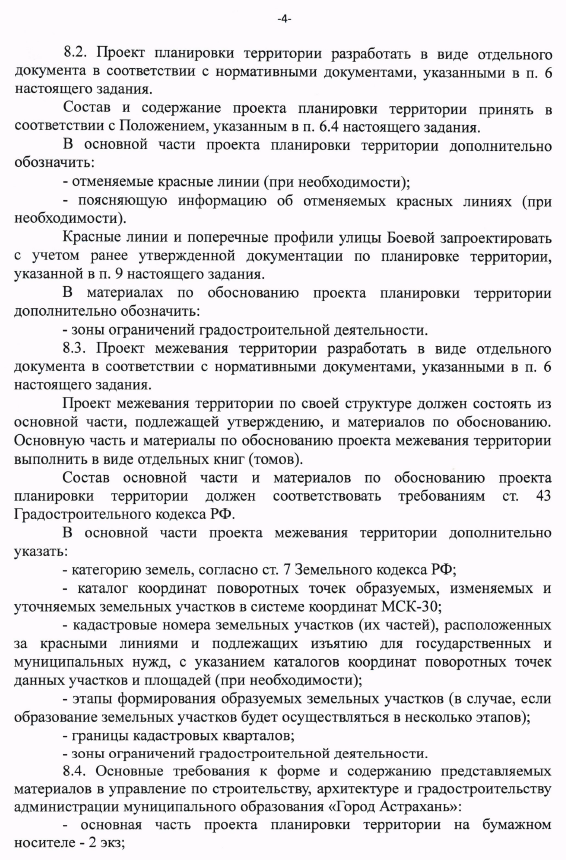 -4-
8.2. Проект планировки территории разработать в виде отдельного
документа в соответствии с нормативными документами, указанными в п. 6
настоящего задания.
Состав и содержание проекта планировки территории принять в
соответствии с Положением, указанным в п. 6.4 настоящего задания.
В основной части проекта планировки территории дополнительно
обозначить:
- отменяемые красные линии (при необходимости);
- поясняющую информацию об отменяемых красных линиях (при
необходимости).
Красные линии и поперечные профили улицы Боевой запроектировать
с учетом ранее утвержденной документации по планировке территории,
указанной в п. 9 настоящего задания.
В материалах по обоснованию проекта планировки территории
дополнительно обозначить:
- зоны ограничений градостроительной деятельности.
8.3. Проект межевания территории разработать в виде отдельного
документа в соответствии с нормативными документами, указанными в п. 6
настоящего задания.
Проект межевания территории по своей структуре должен состоять из
основной части, подлежащей утверждению, и материалов по обоснованию.
Основную часть и материалы по обоснованию проекта межевания территории
выполнить в виде отдельных книг (томов).
Состав основной части и материалов по обоснованию проекта
планировки территории должен соответствовать требованиям ст. 43
Градостроительного кодекса РФ.
В основной части проекта межевания территории дополнительно
указать:
- категорию земель, согласно ст. 7 Земельного кодекса РФ;
- каталог координат поворотных точек образуемых, изменяемых и
уточняемых земельных участков в системе координат МСК-30;
- кадастровые номера земельных участков (их частей), расположенных
за красными линиями и подлежащих изъятию для государственных и
муниципальных нужд, с указанием каталогов координат поворотных точек
данных участков и площадей (при необходимости);
- этапы формирования образуемых земельных участков (в случае, если
образование земельных участков будет осуществляться в несколько этапов);
- границы кадастровых кварталов;
- зоны ограничений градостроительной деятельности.
8.4. Основные требования к форме и содержанию представляемых
материалов в управление по строительству, архитектуре и градостроительству
администрации муниципального образования «Город Астрахань»:
- основная часть проекта планировки территории на бумажном
носителе - 2 экз;